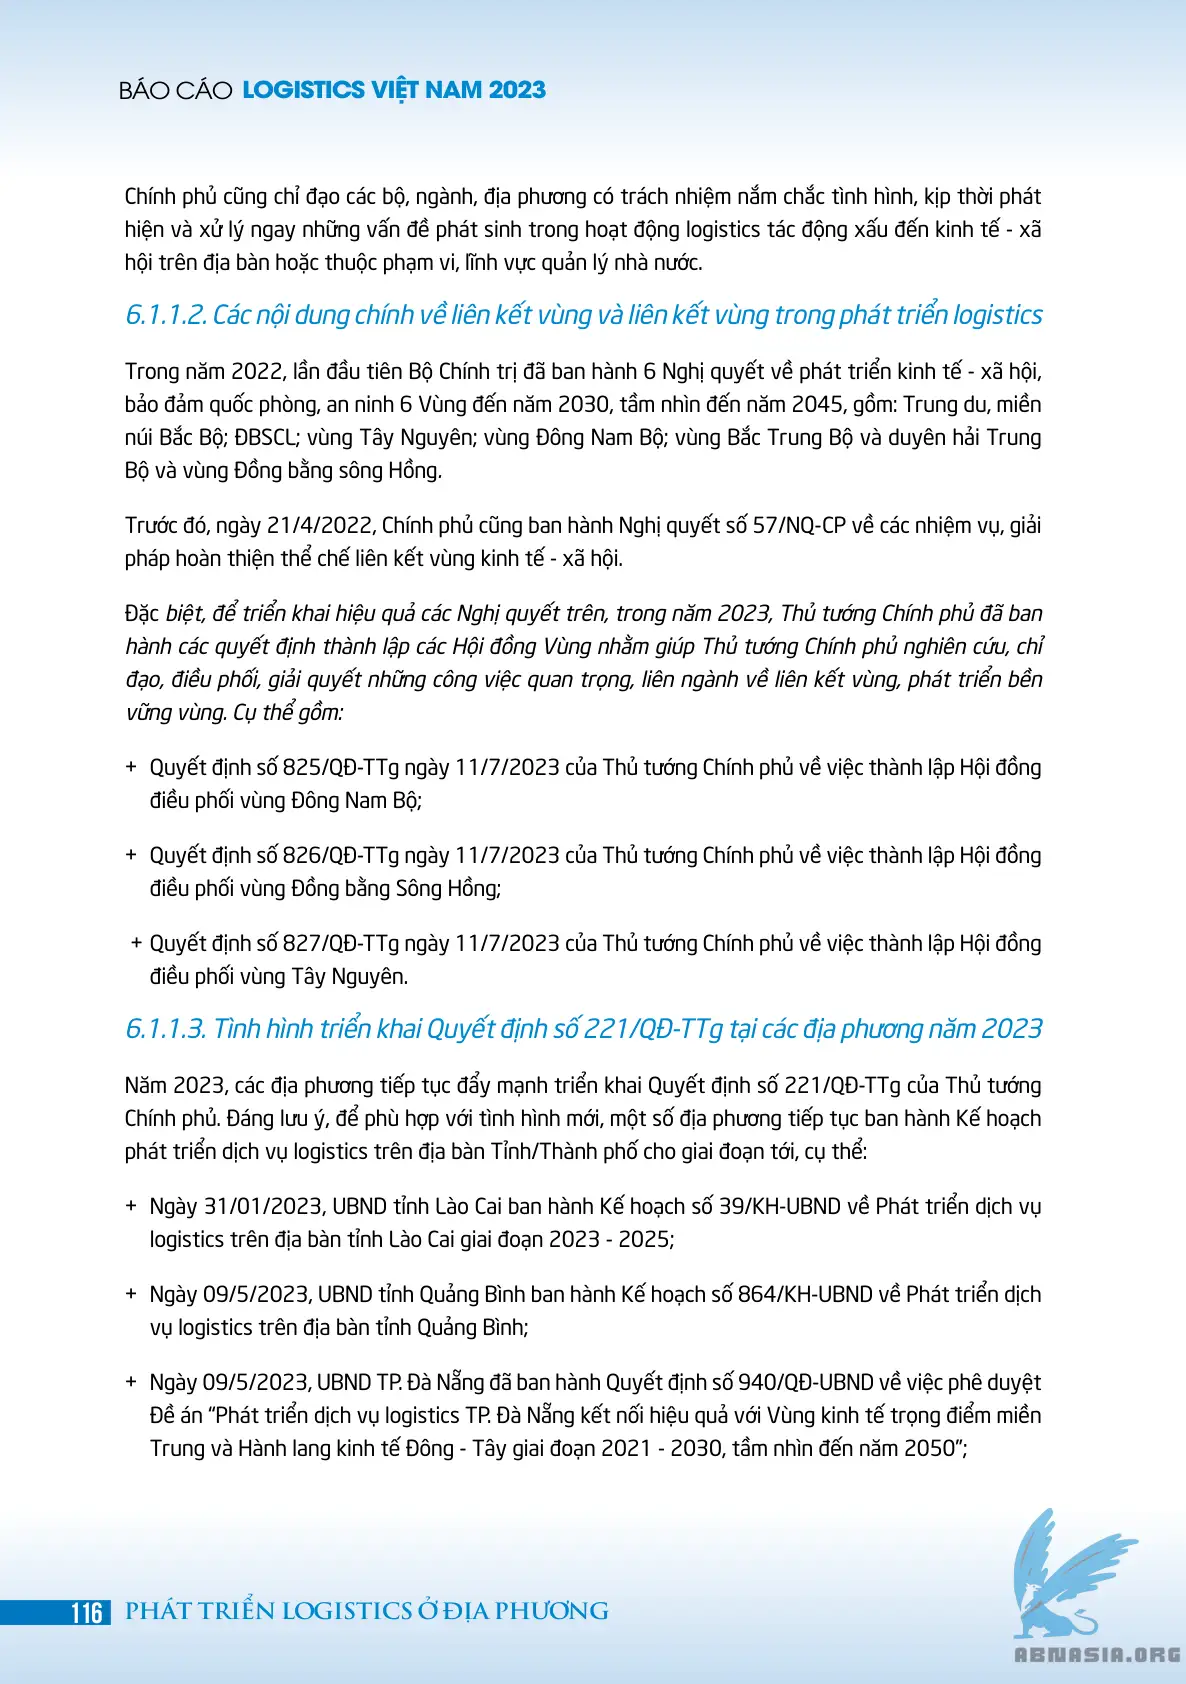 BÁO CÁO LOGISTICS VIỆT NAM 2023
Chính phủ cũng chỉ đạo các bộ, ngành, địa phương có trách nhiệm nắm chắc tình hình, kịp thời phát
hiện và xử lý ngay những vấn đề phát sinh trong hoạt động logistics tác động xấu đến kinh tế - xã
hội trên địa bàn hoặc thuộc phạm vi, lĩnh vực quản lý nhà nước.
6.1.1.2. Các nội dung chính về liên kết vùng và liên kết vùng trong phát triển logistics
Trong năm 2022, lần đầu tiên Bộ Chính trị đã ban hành 6 Nghị quyết về phát triển kinh tế - xã hội,
bảo đảm quốc phòng, an ninh 6 Vùng đến năm 2030, tầm nhìn đến năm 2045, gồm: Trung du, miền
núi Bắc Bộ; ĐBSCL; vùng Tây Nguyên; vùng Đông Nam Bộ; vùng Bắc Trung Bộ và duyên hải Trung
Bộ và vùng Đồng bằng sông Hồng.
Trước đó, ngày 21/4/2022, Chính phủ cũng ban hành Nghị quyết số 57/NQ-CP về các nhiệm vụ, giải
pháp hoàn thiện thể chế liên kết vùng kinh tế - xã hội.
Đặc biệt, để triển khai hiệu quả các Nghị quyết trên, trong năm 2023, Thủ tướng Chính phủ đã ban
hành các quyết định thành lập các Hội đồng Vùng nhằm giúp Thủ tướng Chính phủ nghiên cứu, chỉ
đạo, điều phối, giải quyết những công việc quan trọng, liên ngành về liên kết vùng, phát triển bền
vững vùng. Cụ thể gồm:
+ Quyết định số 825/QĐ-TTg ngày 11/7/2023 của Thủ tướng Chính phủ về việc thành lập Hội đồng
điều phối vùng Đông Nam Bộ;
+ Quyết định số 826/QĐ-TTg ngày 11/7/2023 của Thủ tướng Chính phủ về việc thành lập Hội đồng
điều phối vùng Đồng bằng Sông Hồng;
+ Quyết định số 827/QĐ-TTg ngày 11/7/2023 của Thủ tướng Chính phủ về việc thành lập Hội đồng
điều phối vùng Tây Nguyên.
6.1.1.3. Tình hình triển khai Quyết định số 221/QĐ-TTg tại các địa phương năm 2023
Năm 2023, các địa phương tiếp tục đẩy mạnh triển khai Quyết định số 221/QĐ-TTg của Thủ tướng
Chính phủ. Đáng lưu ý, để phù hợp với tình hình mới, một số địa phương tiếp tục ban hành Kế hoạch
phát triển dịch vụ logistics trên địa bàn Tỉnh/Thành phố cho giai đoạn tới, cụ thể:
+ Ngày 31/01/2023, UBND tỉnh Lào Cai ban hành Kế hoạch số 39/KH-UBND về Phát triển dịch vụ
logistics trên địa bàn tỉnh Lào Cai giai đoạn 2023 - 2025;
+ Ngày 09/5/2023, UBND tỉnh Quảng Bình ban hành Kế hoạch số 864/KH-UBND về Phát triển dịch
vụ logistics trên địa bàn tỉnh Quảng Bình;
+ Ngày 09/5/2023, UBND TP. Đà Nẵng đã ban hành Quyết định số 940/QĐ-UBND về việc phê duyệt
Đề án “Phát triển dịch vụ logistics TP. Đà Nẵng kết nối hiệu quả với Vùng kinh tế trọng điểm miền
Trung và Hành lang kinh tế Đông - Tây giai đoạn 2021 - 2030, tầm nhìn đến năm 2050”;
116 PHÁT TRIỂN LOGISTICS Ở ĐỊA PHƯƠNG
ABNASIA.ORG